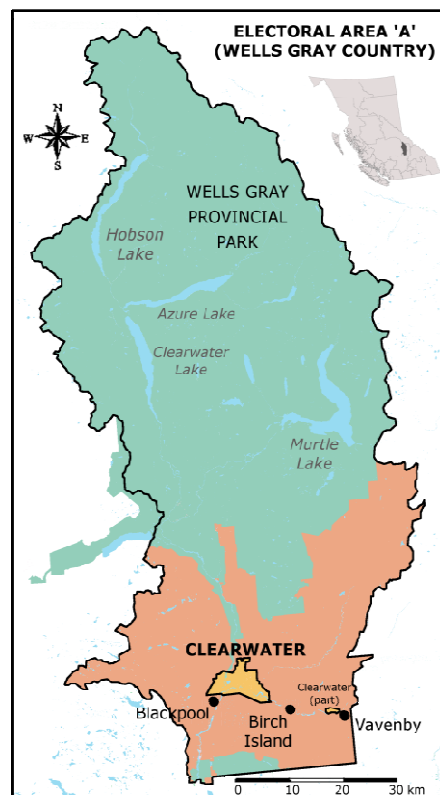 ELECTORAL AREA 'A'
(WELLS GRAY COUNTRY)
N
W E
S
WELLS GRAY
PROVINCIAL
PARK
Hobson
Lake
Azure Lake
Clearwater
Lake
Murtle
Lake
CLEARWATER
Clearwater
(part)
Blackpool
Birch
Island
Vavenby
0 10 20 30 km